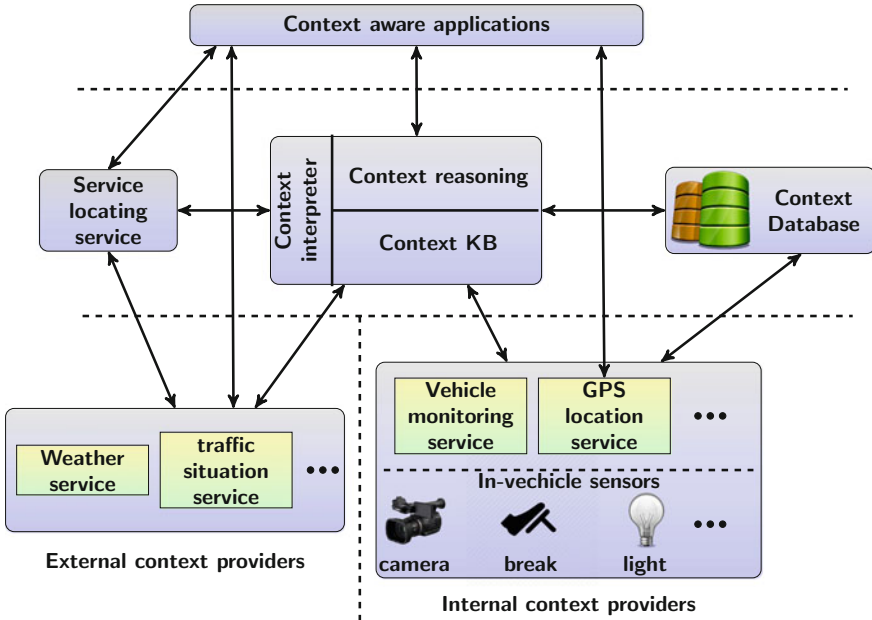 Context aware applications
Service
locating
service
Context
interpreter
Context reasoning
Context KB
Context
Database
Vehicle
monitoring
service
GPS
location
service
Weather
service
traffic
situation
service
In-vechicle sensors
camera
break
light
External context providers
Internal context providers